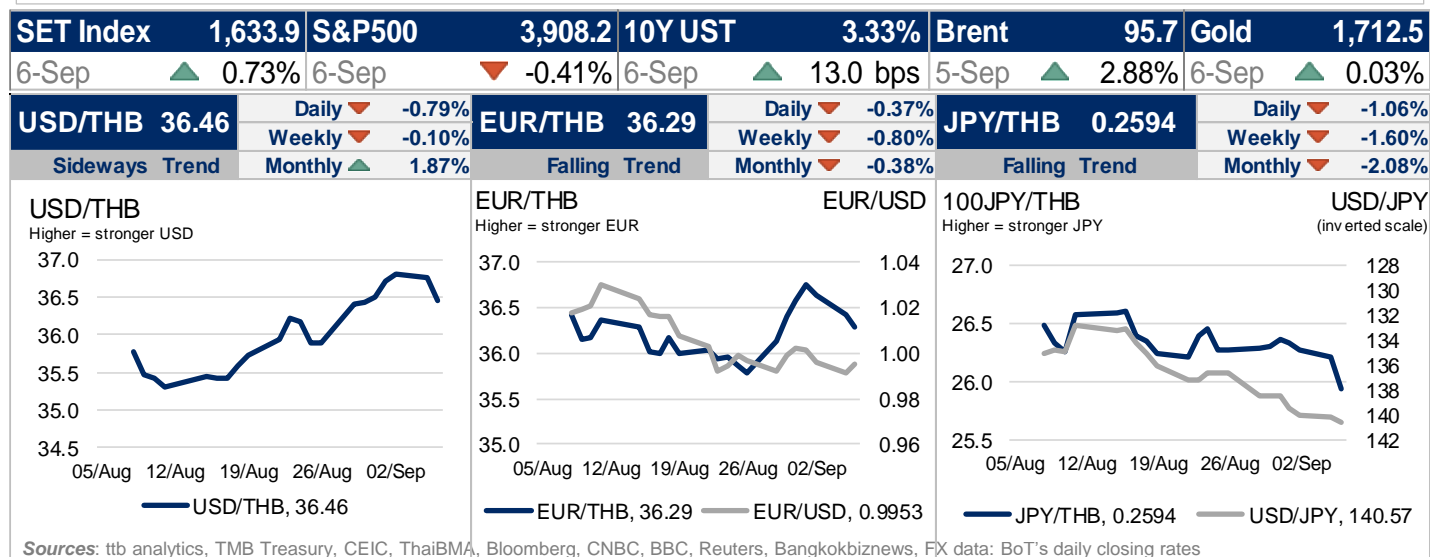 SET Index 1,633.9 S&P500 3,908.2 10Y UST 3.33% Brent 95.7 Gold 1,712.5
6-Sep 0.73% 6-Sep -0.41% 6-Sep 13.0 bps 5-Sep 2.88% 6-Sep 0.03%
USD/THB 36.46
Daily -0.79%
Weekly -0.10%
Sideways Trend Monthly 1.87%
EUR/THB 36.29
Daily -0.37%
Weekly -0.80%
Falling Trend Monthly -0.38%
JPY/THB 0.2594
Daily -1.06%
Weekly -1.60%
Falling Trend Monthly -2.08%
USD/THB
Higher = stronger USD
37.0
36.5
36.0
35.5
35.0
34.5
05/Aug 12/Aug 19/Aug 26/Aug 02/Sep
USD/THB, 36.46
EUR/THB EUR/USD
Higher = stronger EUR
37.0 1.04
36.5 1.02
36.0 1.00
35.5 0.98
35.0 0.96
05/Aug 12/Aug 19/Aug 26/Aug 02/Sep
EUR/THB, 36.29 EUR/USD, 0.9953
100JPY/THB USD/JPY
Higher = stronger JPY (inverted scale)
27.0 128
130
132
26.5 134
136
26.0 138
140
25.5 142
05/Aug 12/Aug 19/Aug 26/Aug 02/Sep
JPY/THB, 0.2594 USD/JPY, 140.57
Sources: ttb analytics, TMB Treasury, CEIC, ThaiBMA, Bloomberg, CNBC, BBC, Reuters, Bangkokbiznews, FX data: BoT's daily closing rates